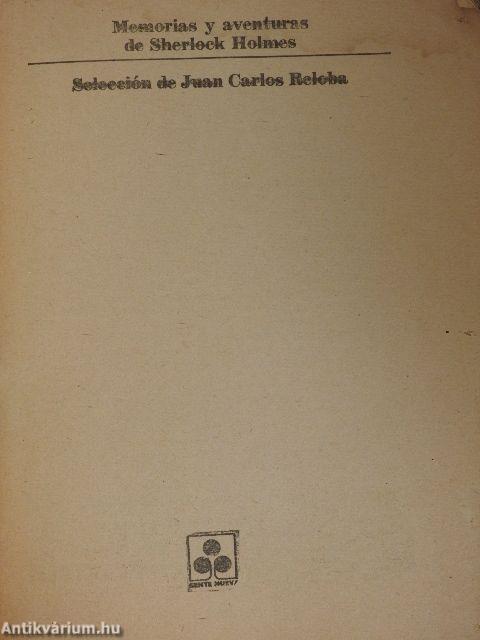 Memorias y aventuras
de Sherlock Holmes
Selección de Juan Carlos Reloba
GENTE NUEVA
Antikvárium.hu